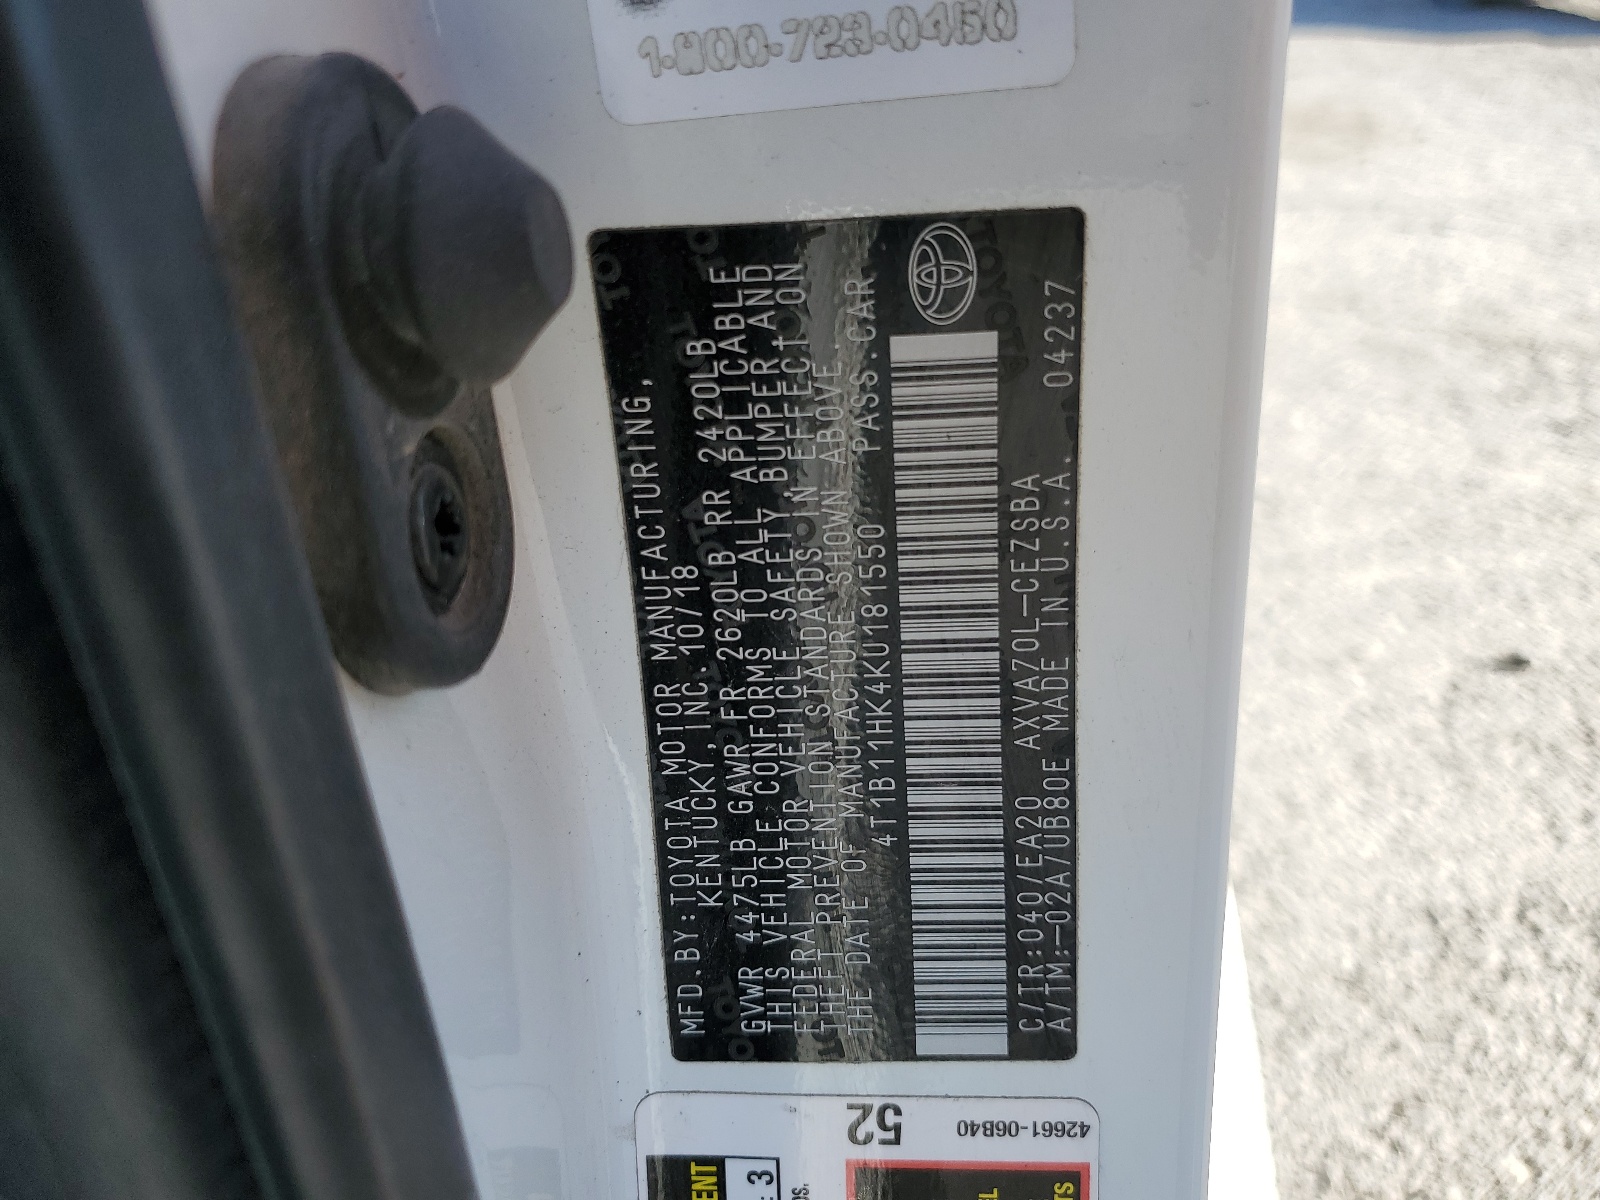 1-800-723-0450
TOYOTA
MFD.BY:TOYOTA MOTOR MANUFACTURING,
KENTUCKY,INC. 10/18
GVWR 4475LB GAWR FR 2620LB RR 2420LB
THIS VEHICLE CONFORMS TO ALL APPLICABLE
FEDERAL MOTOR VEHICLE SAFETY,BUMPER,AND
THEFT PREVENTION STANDARDS IN EFFECT ON
THE DATE OF MANUFACTURE SHOWN ABOVE.
4T1B11HK4KU181550 PASS.CAR
C/TR:040/EA20 AXVA70L-CEZSBA
A/TM:-02A/UB80E MADE IN U.S.A. 04237
52
42661-06B40
3